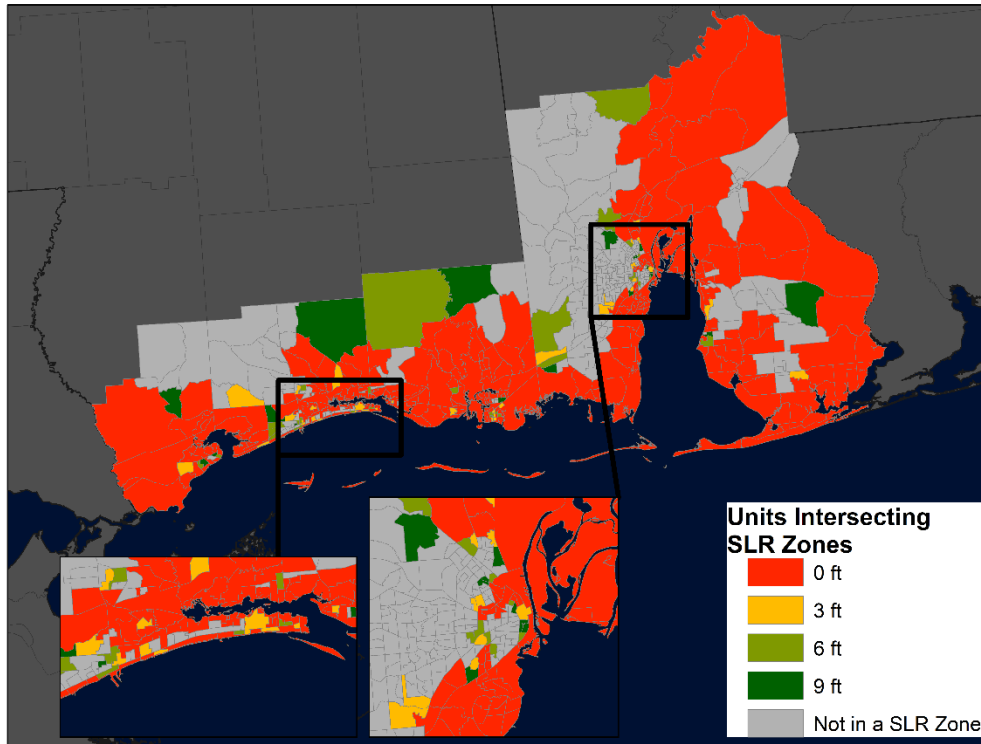 Units Intersecting
SLR Zones
0 ft
3 ft
6 ft
9 ft
Not in a SLR Zone